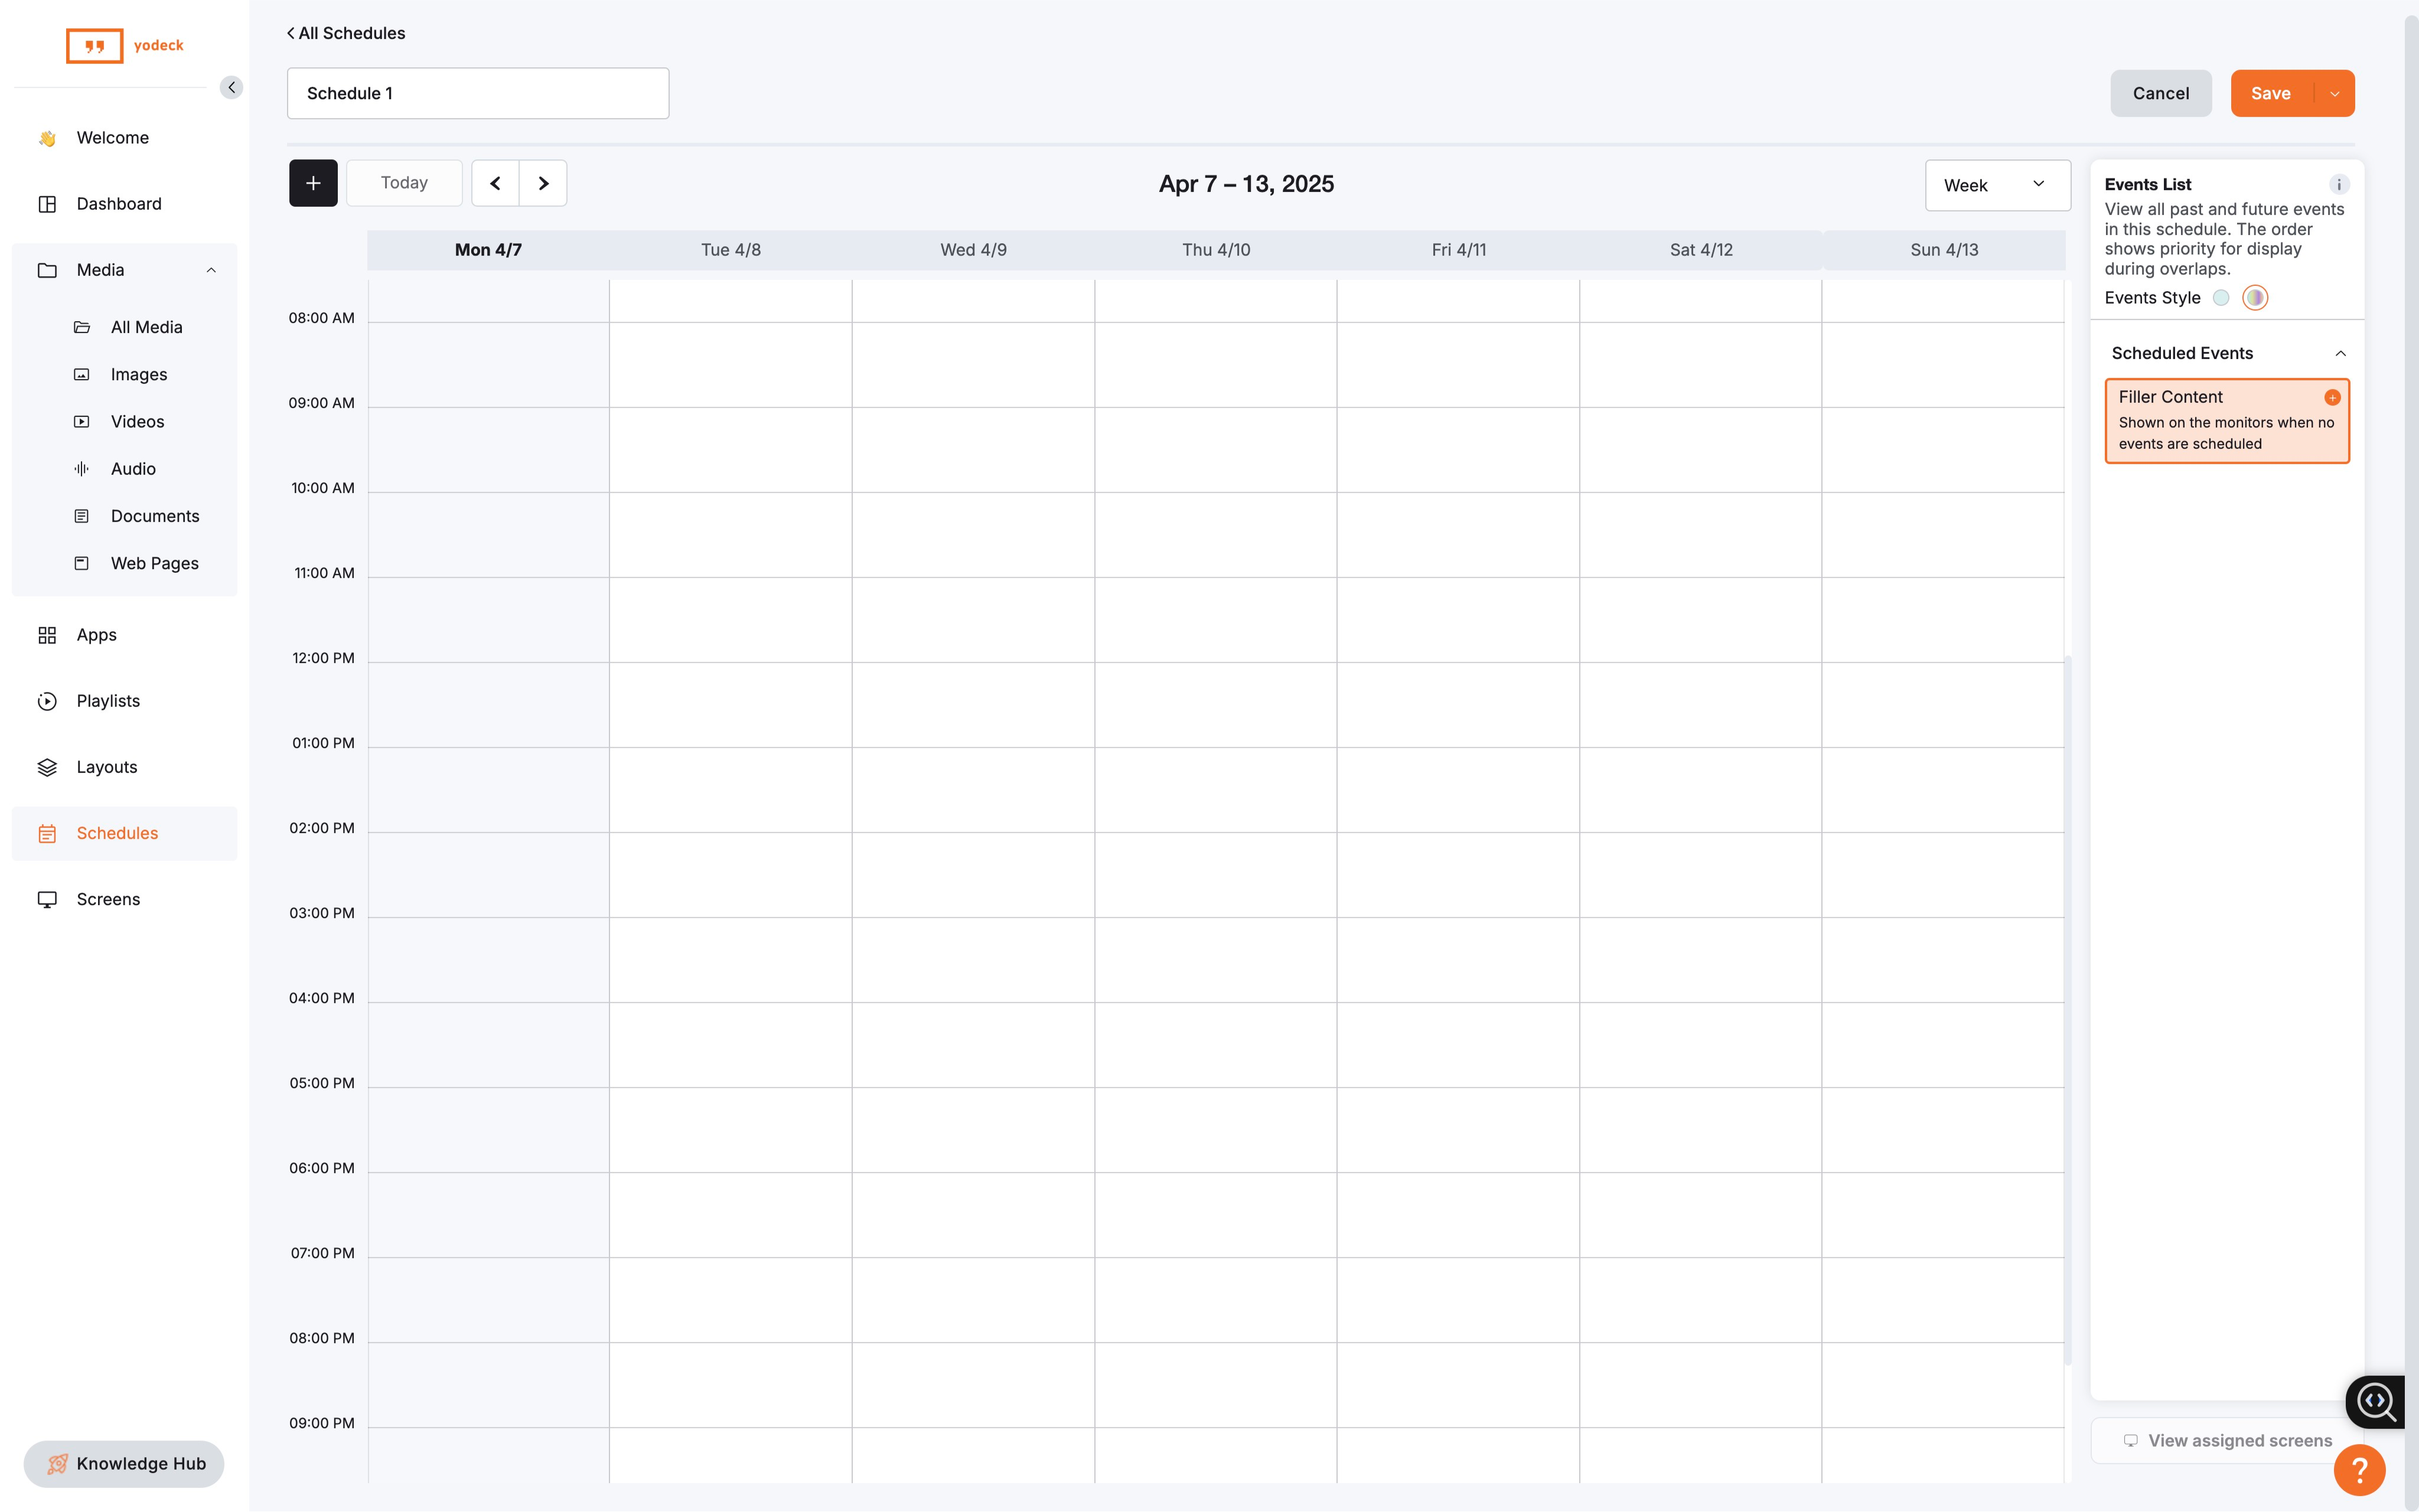 yodeck
Welcome
Dashboard
Media
All Media
Images
Videos
Audio
Documents
Web Pages
Apps
Playlists
Layouts
Schedules
Screens
Knowledge Hub
All Schedules
Schedule 1
Cancel
Save
Today
Apr 7 – 13, 2025
Week
Mon 4/7
Tue 4/8
Wed 4/9
Thu 4/10
Fri 4/11
Sat 4/12
Sun 4/13
08:00 AM
09:00 AM
10:00 AM
11:00 AM
12:00 PM
01:00 PM
02:00 PM
03:00 PM
04:00 PM
05:00 PM
06:00 PM
07:00 PM
08:00 PM
09:00 PM
Events List
View all past and future events
in this schedule. The order
shows priority for display
during overlaps.
Events Style
Scheduled Events
Filler Content
Shown on the monitors when no
events are scheduled
View assigned screens
?